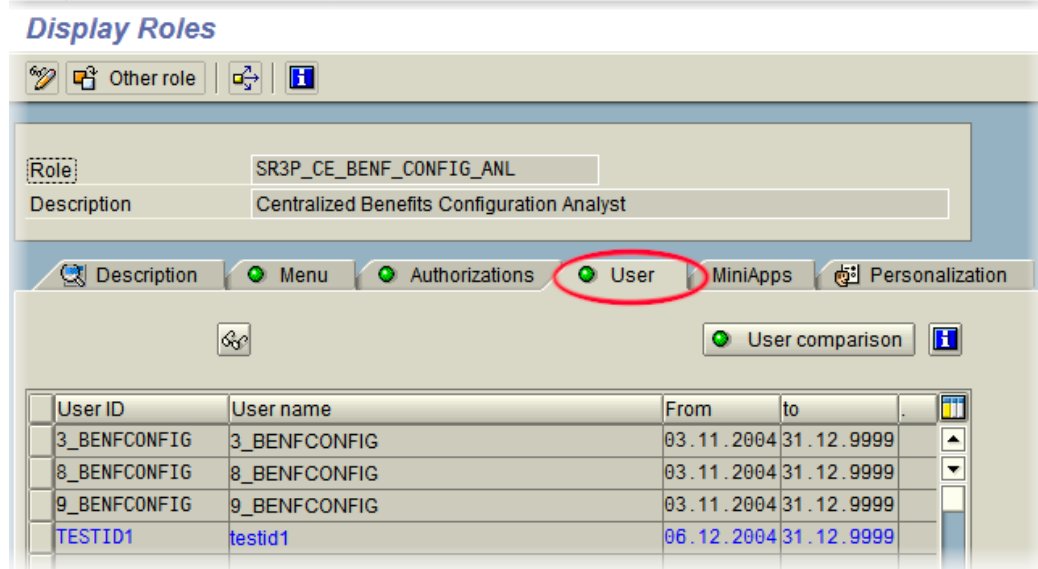 Display Roles
Other role
Role SR3P_CE_BENF_CONFIG_ANL
Description Centralized Benefits Configuration Analyst
Description Menu Authorizations User MiniApps Personalization
User comparison
User ID User name From to .
3_BENFCONFIG 3_BENFCONFIG 03.11.2004 31.12.9999
8_BENFCONFIG 8_BENFCONFIG 03.11.2004 31.12.9999
9_BENFCONFIG 9_BENFCONFIG 03.11.2004 31.12.9999
TESTID1 testid1 06.12.2004 31.12.9999